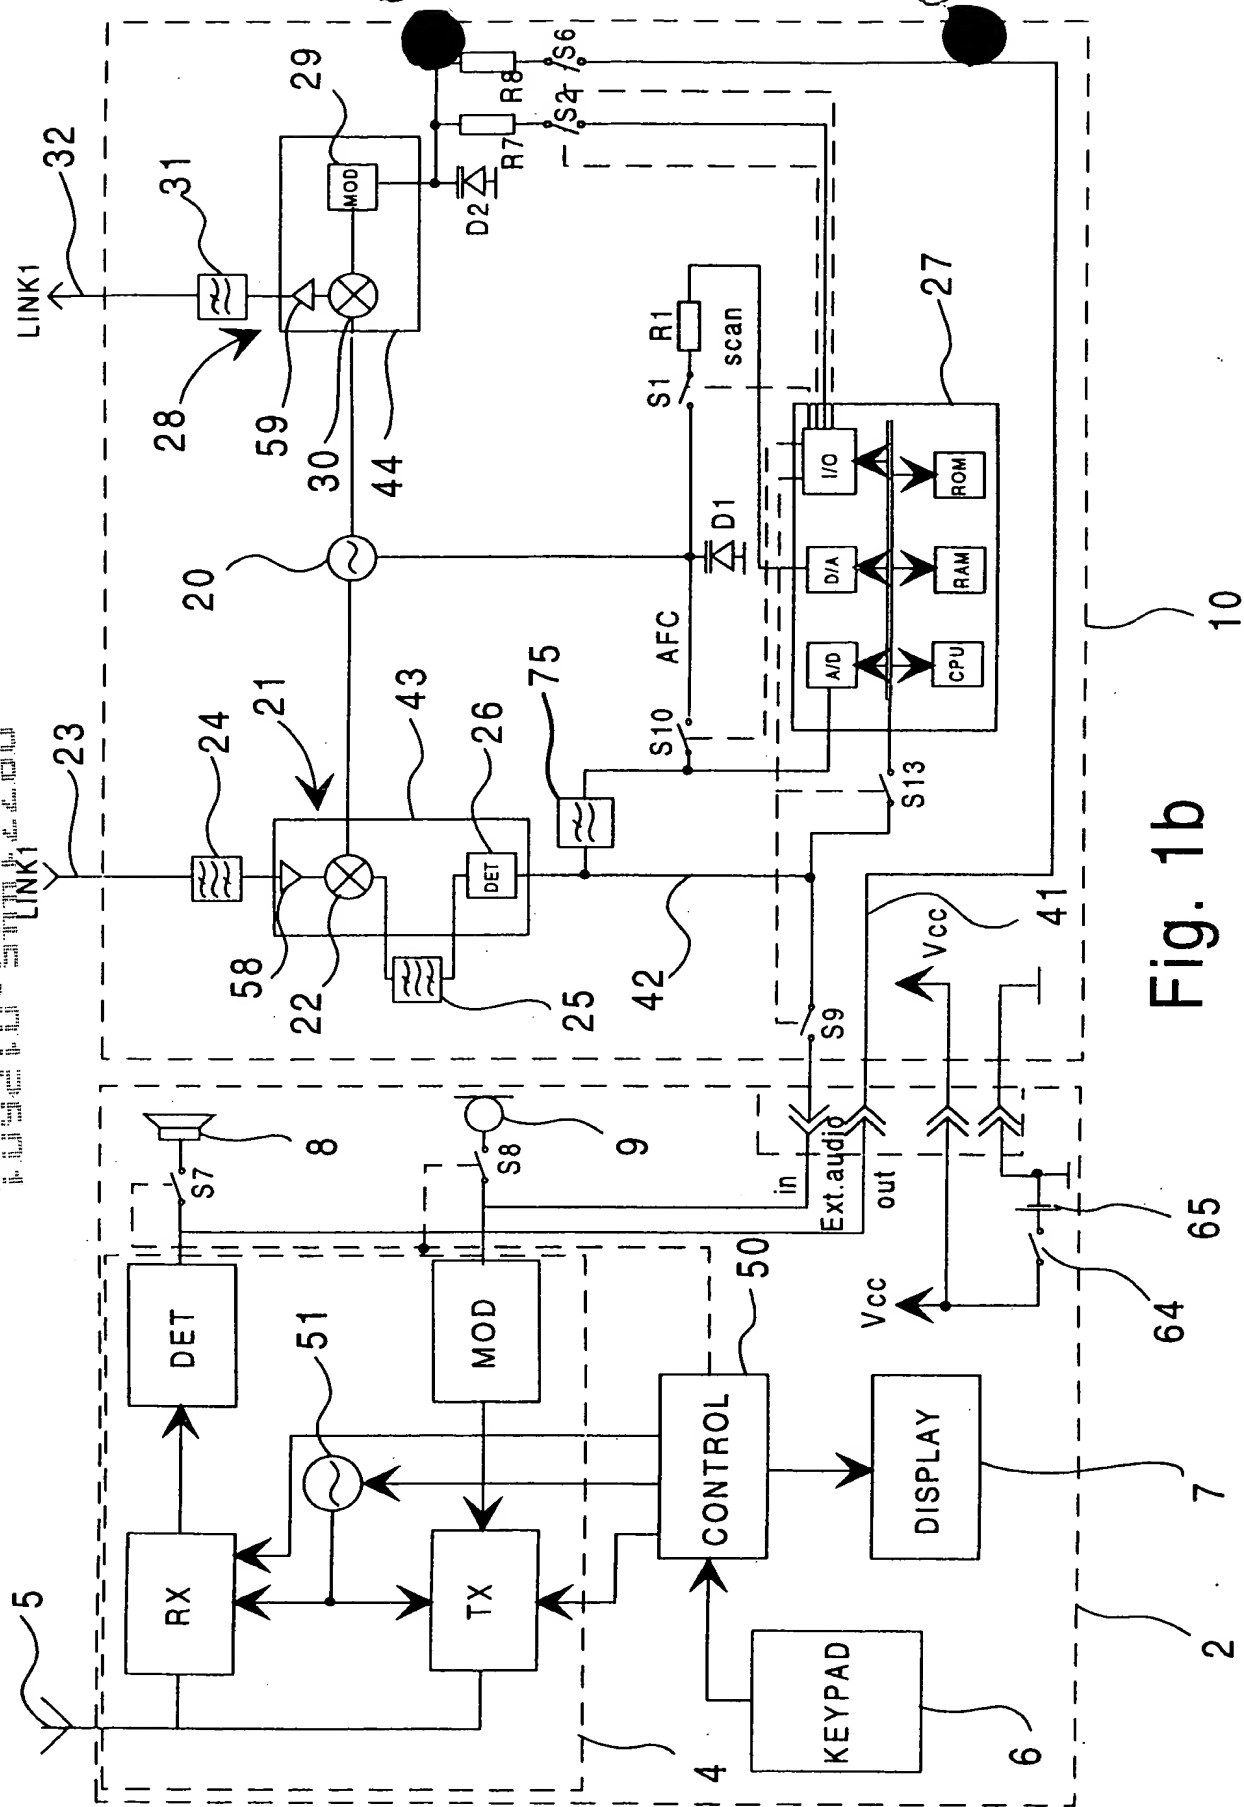 5
RX
DET
S7
8
51
TX
MOD
S8
9
4
CONTROL
50
KEYPAD
6
DISPLAY
7
2
in
Ext.audio
out
Vcc
64
65
LINK1
23
24
21
58
22
43
25
DET
26
75
42
S9
S13
Vcc
41
20
AFC
S10
D1
S1
R1
scan
A/D
D/A
I/O
CPU
RAM
ROM
27
10
LINK1
32
31
28
59
30
44
MOD
29
D2
R7
R8
S2
S6
Fig. 1b